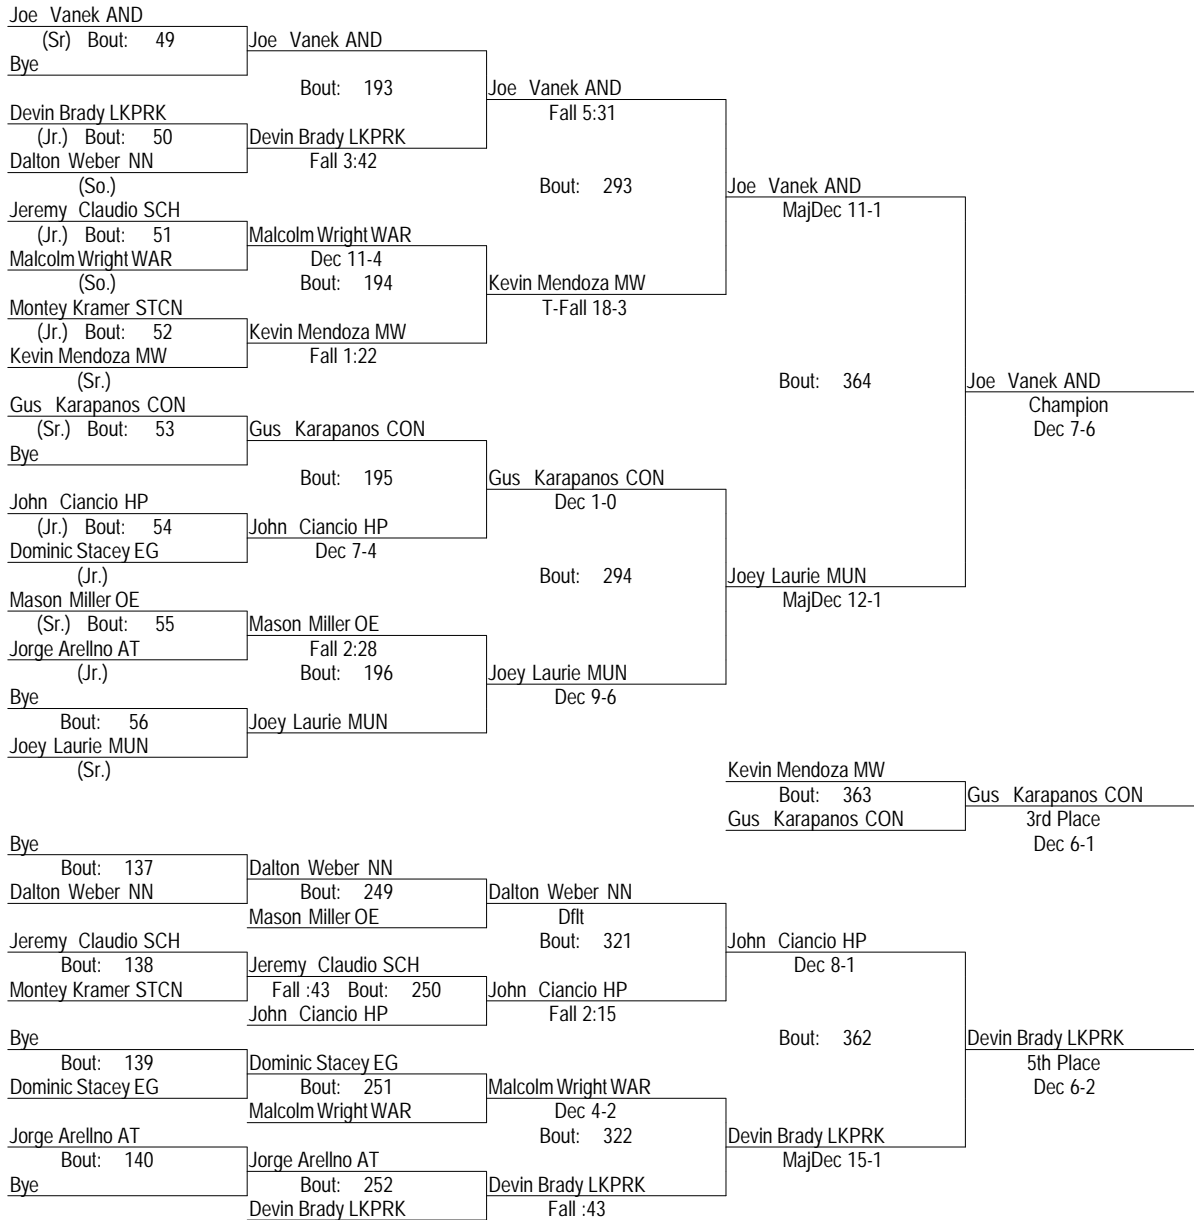 Joe Vanek AND
(Sr) Bout: 49 Joe Vanek AND
Bye
Bout: 193 Joe Vanek AND
Devin Brady LKPRK Fall 5:31
(Jr.) Bout: 50 Devin Brady LKPRK
Dalton Weber NN Fall 3:42
(So.) Bout: 293 Joe Vanek AND
Jeremy Claudio SCH MajDec 11-1
(Jr.) Bout: 51 Malcolm Wright WAR
Malcolm Wright WAR Dec 11-4
(So.) Bout: 194 Kevin Mendoza MW
Montey Kramer STCN T-Fall 18-3
(Jr.) Bout: 52 Kevin Mendoza MW
Kevin Mendoza MW Fall 1:22
(Sr.) Bout: 364 Joe Vanek AND
Gus Karapanos CON Champion
(Sr.) Bout: 53 Gus Karapanos CON Dec 7-6
Bye
Bout: 195 Gus Karapanos CON
John Ciancio HP Dec 1-0
(Jr.) Bout: 54 John Ciancio HP
Dominic Stacey EG Dec 7-4
(Jr.) Bout: 294 Joey Laurie MUN
Mason Miller OE MajDec 12-1
(Sr.) Bout: 55 Mason Miller OE
Jorge Arellno AT Fall 2:28
(Jr.) Bout: 196 Joey Laurie MUN
Bye Dec 9-6
Bout: 56 Joey Laurie MUN
Joey Laurie MUN
(Sr.) Kevin Mendoza MW
Bout: 363 Gus Karapanos CON
Gus Karapanos CON 3rd Place
Bye Dec 6-1
Bout: 137 Dalton Weber NN
Dalton Weber NN Bout: 249 Dalton Weber NN
Mason Miller OE Dflt
Jeremy Claudio SCH Bout: 321 John Ciancio HP
Bout: 138 Jeremy Claudio SCH Dec 8-1
Montey Kramer STCN Fall :43 Bout: 250 John Ciancio HP
John Ciancio HP Fall 2:15
Bye Bout: 362 Devin Brady LKPRK
Bout: 139 Dominic Stacey EG 5th Place
Dominic Stacey EG Bout: 251 Malcolm Wright WAR Dec 6-2
Malcolm Wright WAR Dec 4-2
Jorge Arellno AT Bout: 322 Devin Brady LKPRK
Bout: 140 Jorge Arellno AT MajDec 15-1
Bye Bout: 252 Devin Brady LKPRK
Devin Brady LKPRK Fall :43